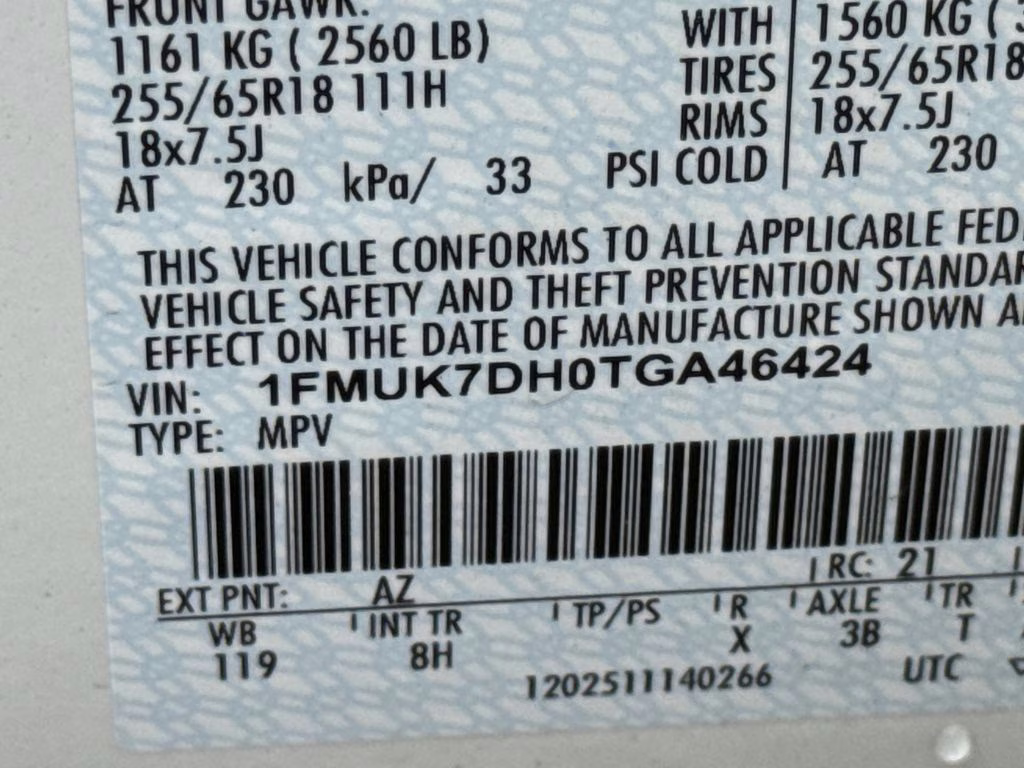 FRONT GAWR:
1161 KG ( 2560 LB)
255/65R18 111H
18x7.5J
AT 230 kPa/ 33 PSI COLD
WITH
TIRES
RIMS
1560 KG (
255/65R18
18x7.5J
AT 230
THIS VEHICLE CONFORMS TO ALL APPLICABLE FED
VEHICLE SAFETY AND THEFT PREVENTION STANDAR
EFFECT ON THE DATE OF MANUFACTURE SHOWN A
VIN: 1FMUK7DH0TGA46424
TYPE: MPV
EXT PNT: AZ RC: 21
WB INT TR TP/PS R AXLE TR
119 8H X 3B T
1202511140266 UTC